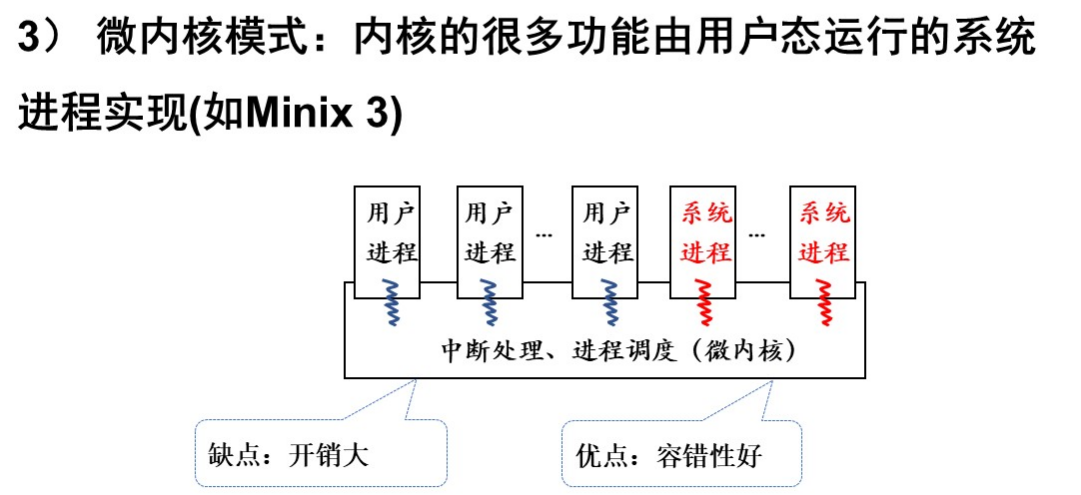 3） 微内核模式：内核的很多功能由用户态运行的系统
进程实现(如Minix 3)
用户 用户 用户 系统 系统
进程 进程 ... 进程 进程 ... 进程
中断处理、进程调度（微内核）
缺点：开销大 优点：容错性好